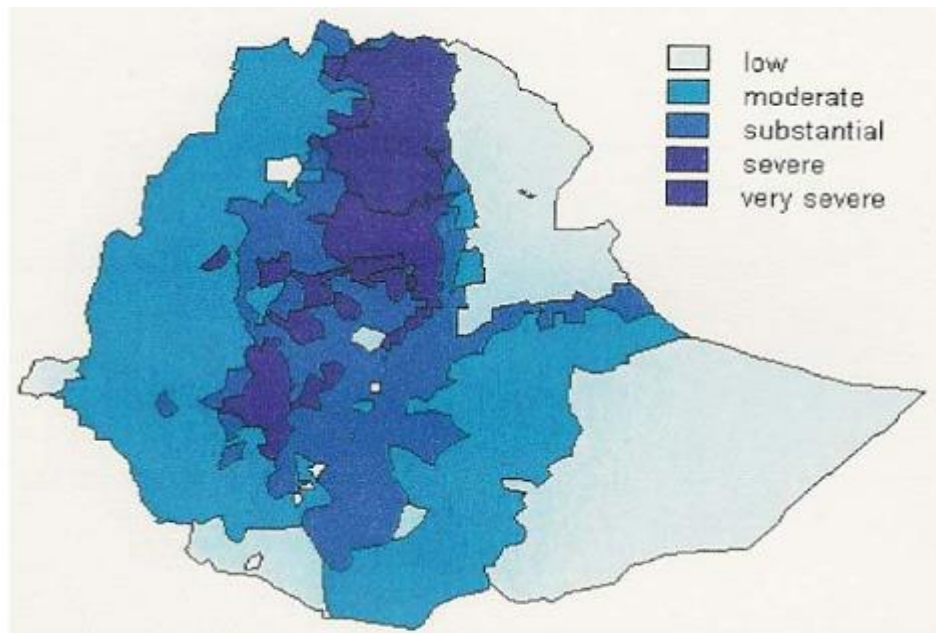 low
moderate
substantial
severe
very severe